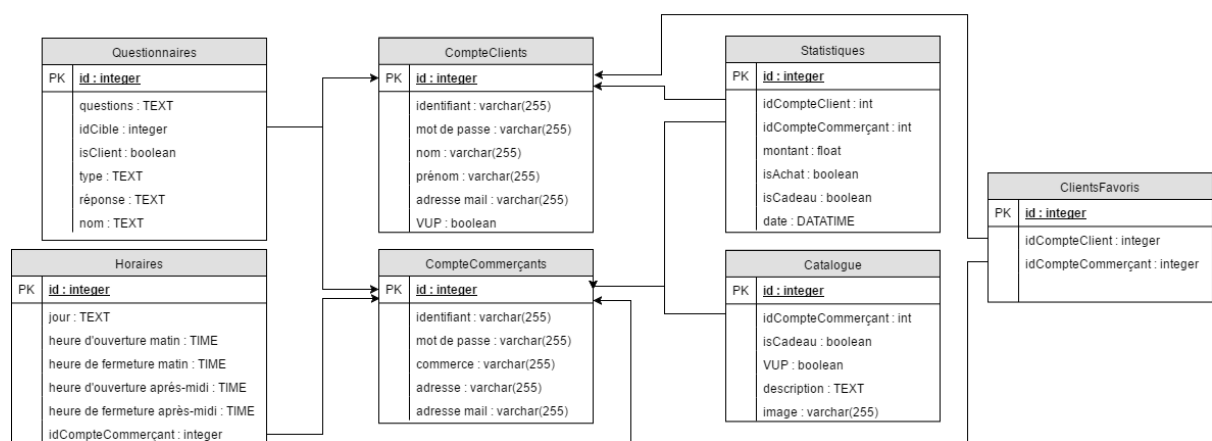 Questionnaires
PK id : integer
questions : TEXT
idCible : integer
isClient : boolean
type : TEXT
réponse : TEXT
nom : TEXT
CompteClients
PK id : integer
identifiant : varchar(255)
mot de passe : varchar(255)
nom : varchar(255)
prénom : varchar(255)
adresse mail : varchar(255)
VUP : boolean
Statistiques
PK id : integer
idCompteClient : int
idCompteCommerçant : int
montant : float
isAchat : boolean
isCadeau : boolean
date : DATATIME
ClientsFavoris
PK id : integer
idCompteClient : integer
idCompteCommerçant : integer
Horaires
PK id : integer
jour : TEXT
heure d'ouverture matin : TIME
heure de fermeture matin : TIME
heure d'ouverture après-midi : TIME
heure de fermeture après-midi : TIME
idCompteCommerçant : integer
CompteCommerçants
PK id : integer
identifiant : varchar(255)
mot de passe : varchar(255)
commerce : varchar(255)
adresse : varchar(255)
adresse mail : varchar(255)
Catalogue
PK id : integer
idCompteCommerçant : int
isCadeau : boolean
VUP : boolean
description : TEXT
image : varchar(255)